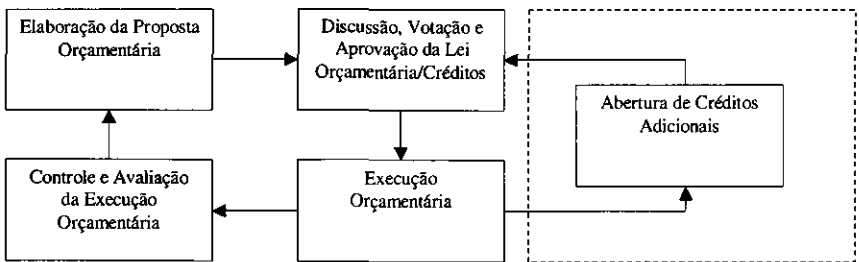 Elaboração da Proposta
Orçamentária
Discussão, Votação e
Aprovação da Lei
Orçamentária/Créditos
Abertura de Créditos
Adicionais
Controle e Avaliação
da Execução
Orçamentária
Execução
Orçamentária